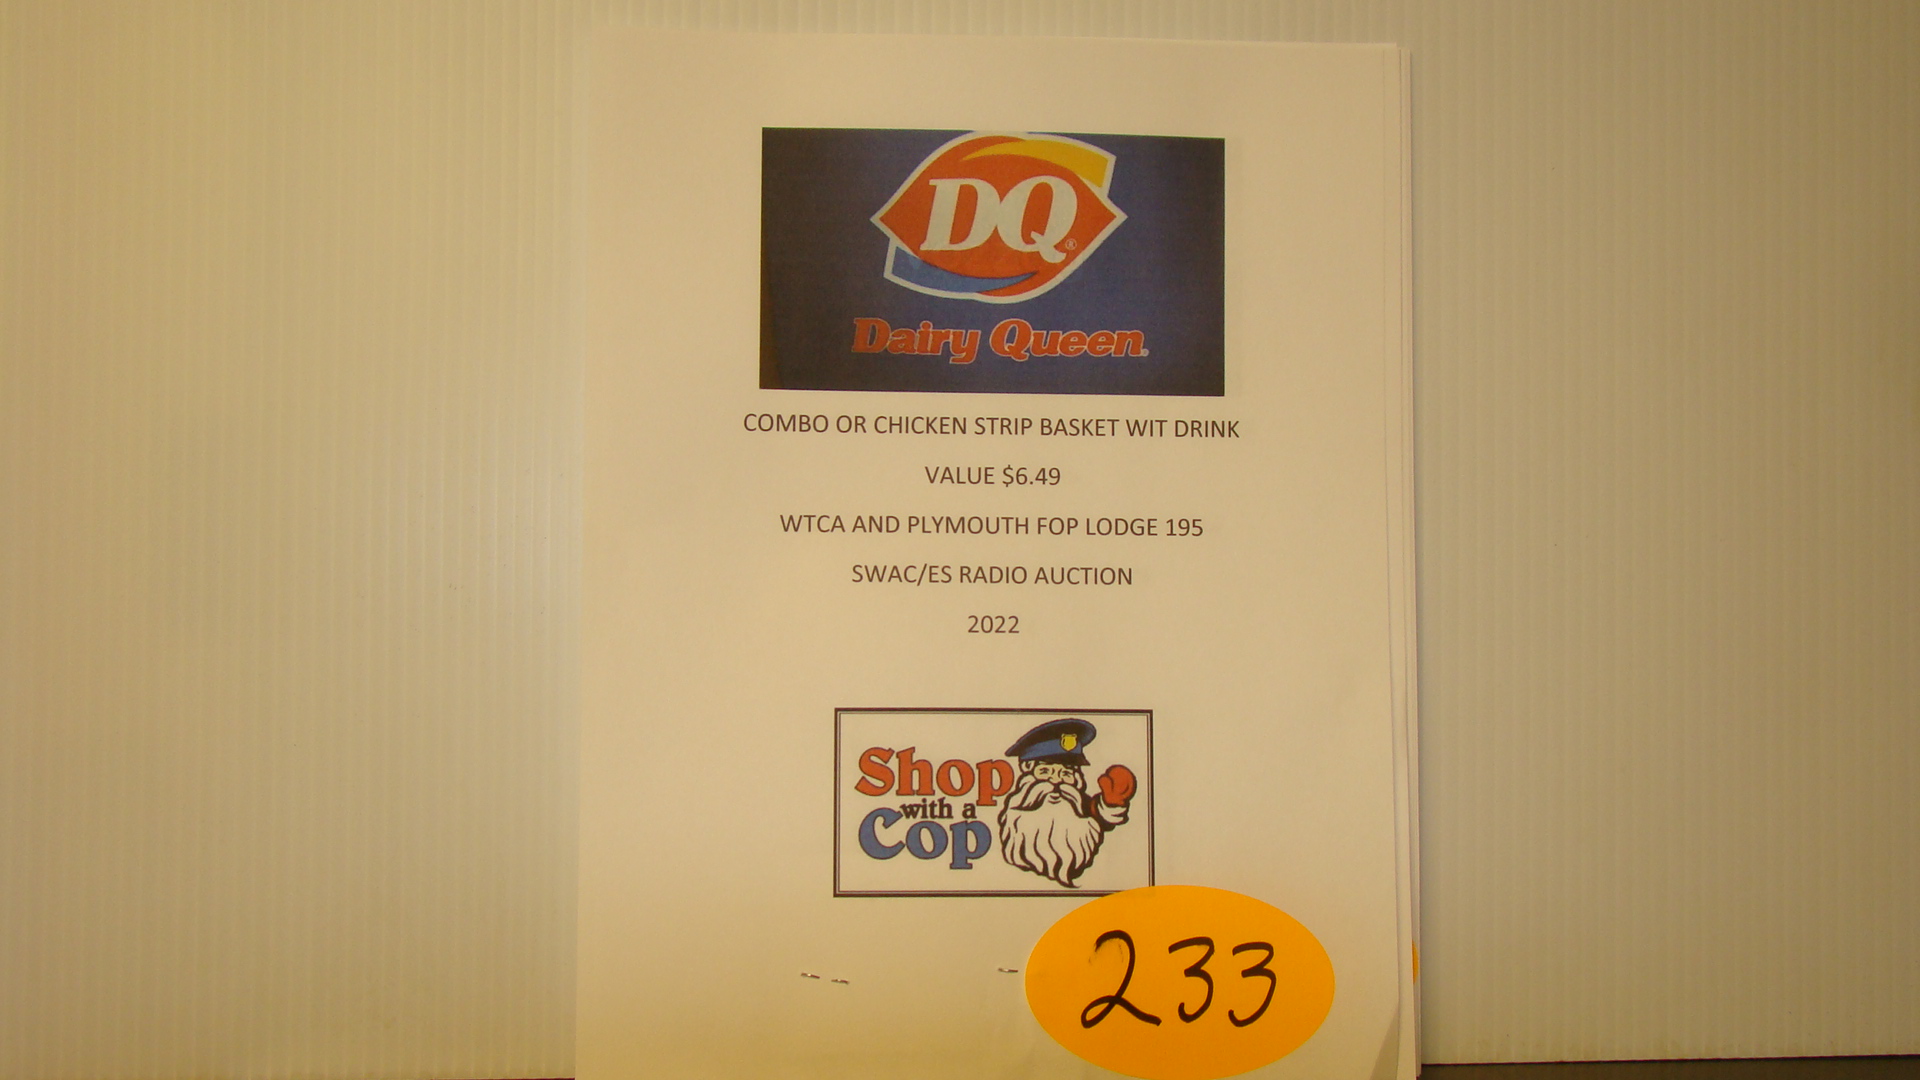 DQ®
Dairy Queen.
COMBO OR CHICKEN STRIP BASKET WIT DRINK
VALUE $6.49
WTCA AND PLYMOUTH FOP LODGE 195
SWAC/ES RADIO AUCTION
2022
Shop
with a
Cop
233